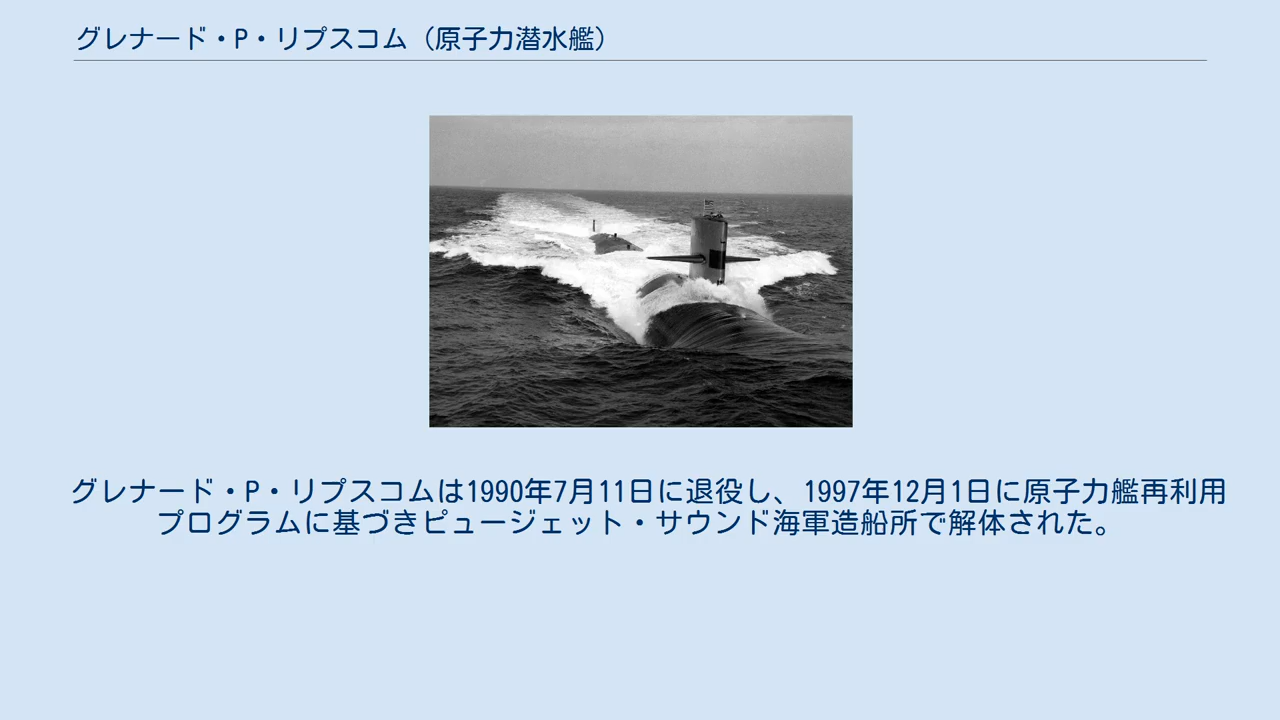 グレナード・P・リプスコム（原子力潜水艦）
グレナード・P・リプスコムは1990年7月11日に退役し、1997年12月1日に原子力艦再利用
プログラムに基づきピュージェット・サウンド海軍造船所で解体された。